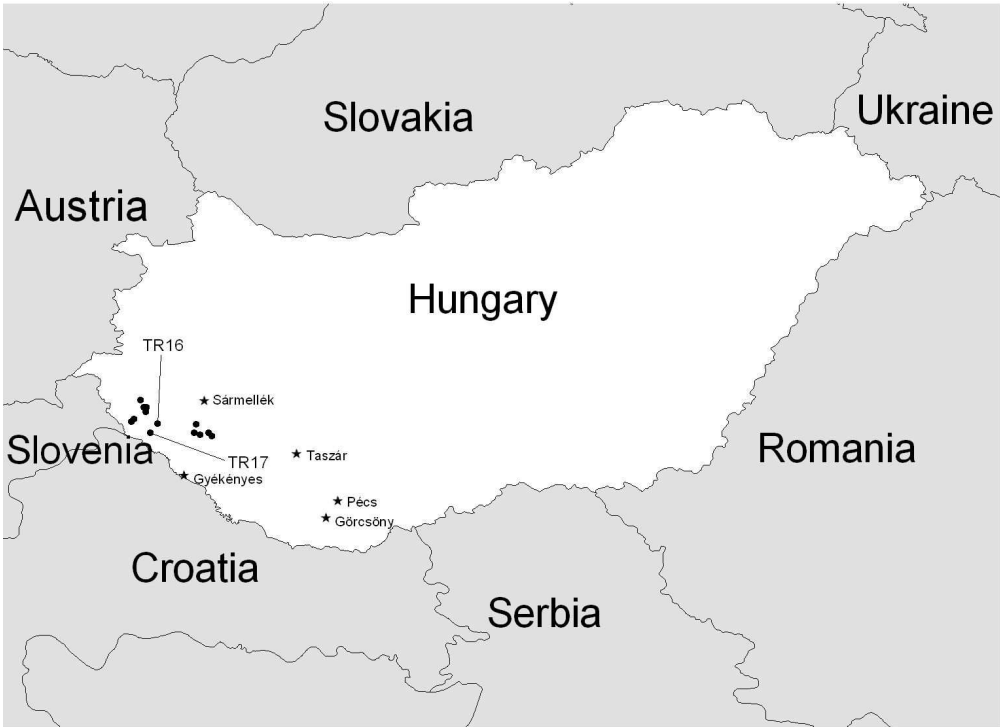 Slovakia
Ukraine
Austria
Hungary
TR16
Sármellék
Slovenia
TR17
Taszár
Romania
Gyékényes
Pécs
Görcsöny
Croatia
Serbia